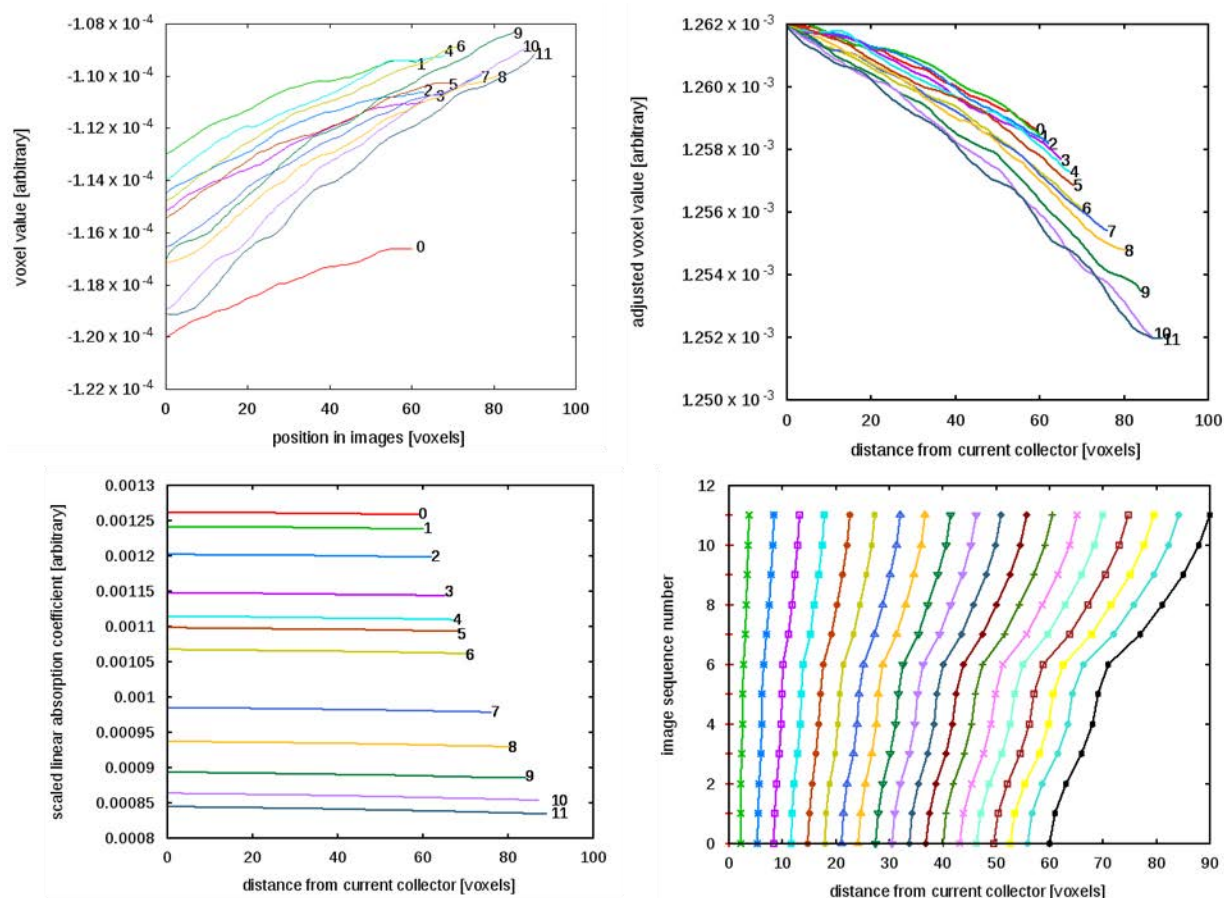 voxel value [arbitrary]
-1.08 x 10 -4
-1.10 x 10 -4
-1.12 x 10 -4
-1.14 x 10 -4
-1.16 x 10 -4
-1.18 x 10 -4
-1.20 x 10 -4
-1.22 x 10 -4
0 20 40 60 80 100
position in images [voxels]
9
4 6
10
11
1
5
7 8
2
3
0
adjusted voxel value [arbitrary]
1.262 x 10 -3
1.260 x 10 -3
1.258 x 10 -3
1.256 x 10 -3
1.254 x 10 -3
1.252 x 10 -3
1.250 x 10 -3
0 20 40 60 80 100
distance from current collector [voxels]
0
1 2
3
4
5
6
7
8
9
10
11
scaled linear absorption coefficient [arbitrary]
0.0013
0.00125
0.0012
0.00115
0.0011
0.00105
0.001
0.00095
0.0009
0.00085
0.0008
0 20 40 60 80 100
distance from current collector [voxels]
0
1
2
3
4
5
6
7
8
9
10
11
image sequence number
12
10
8
6
4
2
0
0 10 20 30 40 50 60 70 80 90
distance from current collector [voxels]